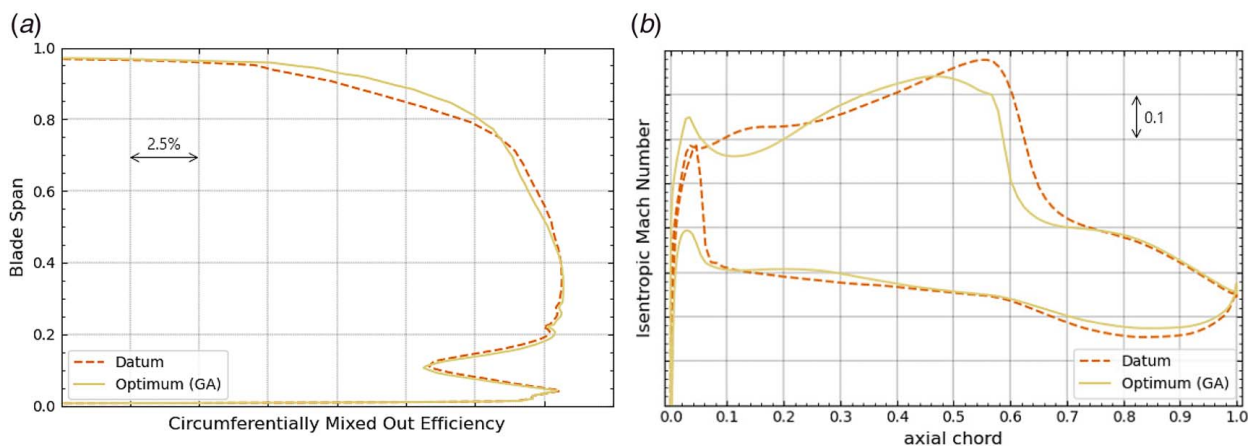 (a)
1.0
0.8
0.6
0.4
0.2
0.0
Blade Span
2.5%
Datum
Optimum (GA)
Circumferentially Mixed Out Efficiency
(b)
Isentropic Mach Number
0.1
Datum
Optimum (GA)
0.0 0.1 0.2 0.3 0.4 0.5 0.6 0.7 0.8 0.9 1.0
axial chord